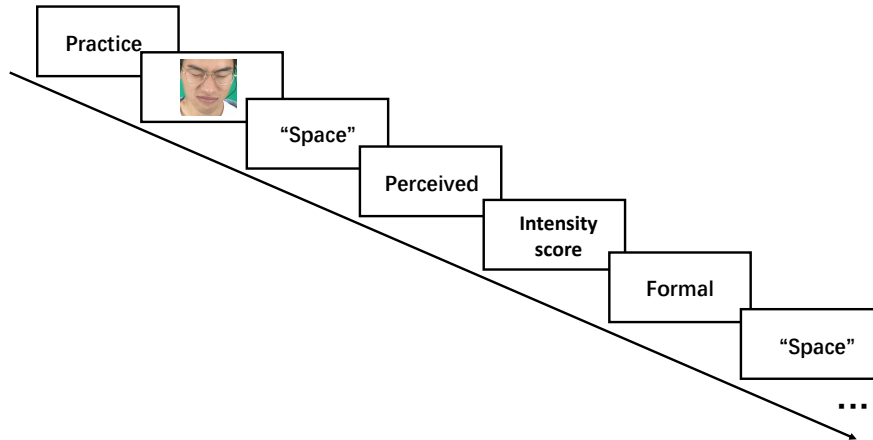 Practice
“Space”
Perceived
Intensity
score
Formal
“Space”
...